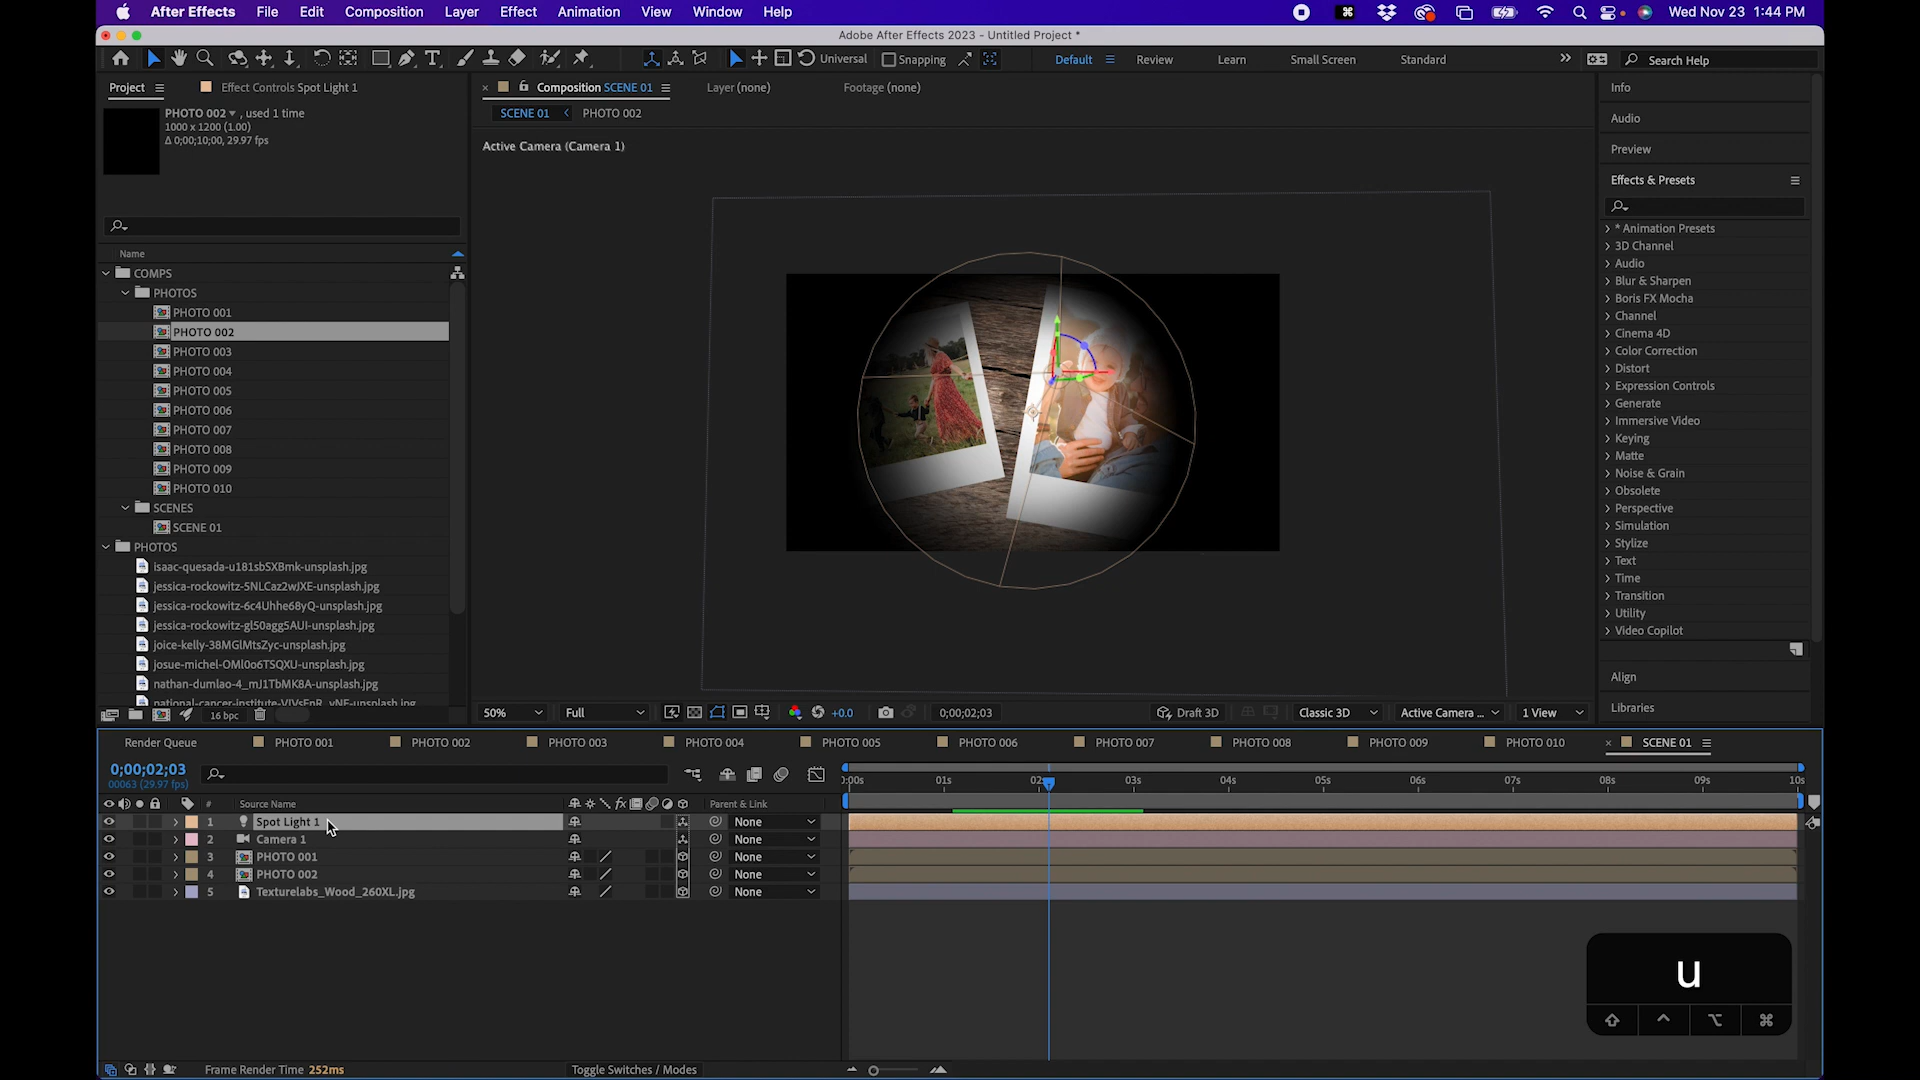 After Effects File Edit Composition Layer Effect Animation View Window Help Wed Nov 23 1:44 PM
Adobe After Effects 2023 - Untitled Project *
Universal Snapping Default Review Learn Small Screen Standard Search Help
Project Effect Controls Spot Light 1 Composition SCENE 01 Layer (none) Footage (none) Info
PHOTO 002 , used 1 time
1000 x 1200 (1.00)
Δ 0;00;10;00, 29.97 fps
SCENE 01 PHOTO 002
Active Camera (Camera 1)
Audio
Preview
Effects & Presets
Name
COMPS
PHOTOS
PHOTO 001
PHOTO 002
PHOTO 003
PHOTO 004
PHOTO 005
PHOTO 006
PHOTO 007
PHOTO 008
PHOTO 009
PHOTO 010
SCENES
SCENE 01
PHOTOS
isaac-quesada-u181sbSXBmk-unsplash.jpg
jessica-rockowitz-5NLCaz2wJXE-unsplash.jpg
jessica-rockowitz-6c4Uhhe68yQ-unsplash.jpg
jessica-rockowitz-gl50agg5AUI-unsplash.jpg
joice-kelly-38MGlMtsZyc-unsplash.jpg
josue-michel-OMl0o6TSQXU-unsplash.jpg
nathan-dumlao-4_mJ1TbMK8A-unsplash.jpg
16 bpc
* Animation Presets
3D Channel
Audio
Blur & Sharpen
Boris FX Mocha
Channel
Cinema 4D
Color Correction
Distort
Expression Controls
Generate
Immersive Video
Keying
Matte
Noise & Grain
Obsolete
Perspective
Simulation
Stylize
Text
Time
Transition
Utility
Video Copilot
Align
Libraries
50% Full +0.0 0;00;02;03 Draft 3D Classic 3D Active Camera ... 1 View
Render Queue PHOTO 001 PHOTO 002 PHOTO 003 PHOTO 004 PHOTO 005 PHOTO 006 PHOTO 007 PHOTO 008 PHOTO 009 PHOTO 010 SCENE 01
0;00;02;03
00063 (29.97 fps)
:00s 01s 02s 03s 04s 05s 06s 07s 08s 09s 10s
# Source Name fx Parent & Link
1 Spot Light 1 None
2 Camera 1 None
3 PHOTO 001 None
4 PHOTO 002 None
5 Texturelabs_Wood_260XL.jpg None
u
Frame Render Time 252ms Toggle Switches / Modes